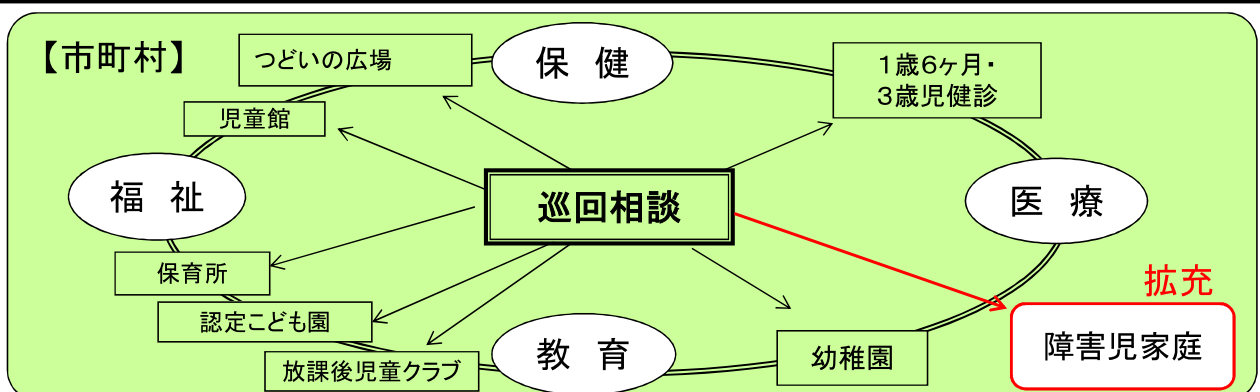 【市町村】
つどいの広場
保 健
1歳6ヶ月・
3歳児健診
児童館
福 祉
巡回相談
医 療
保育所
拡充
認定こども園
障害児家庭
放課後児童クラブ
教 育
幼稚園